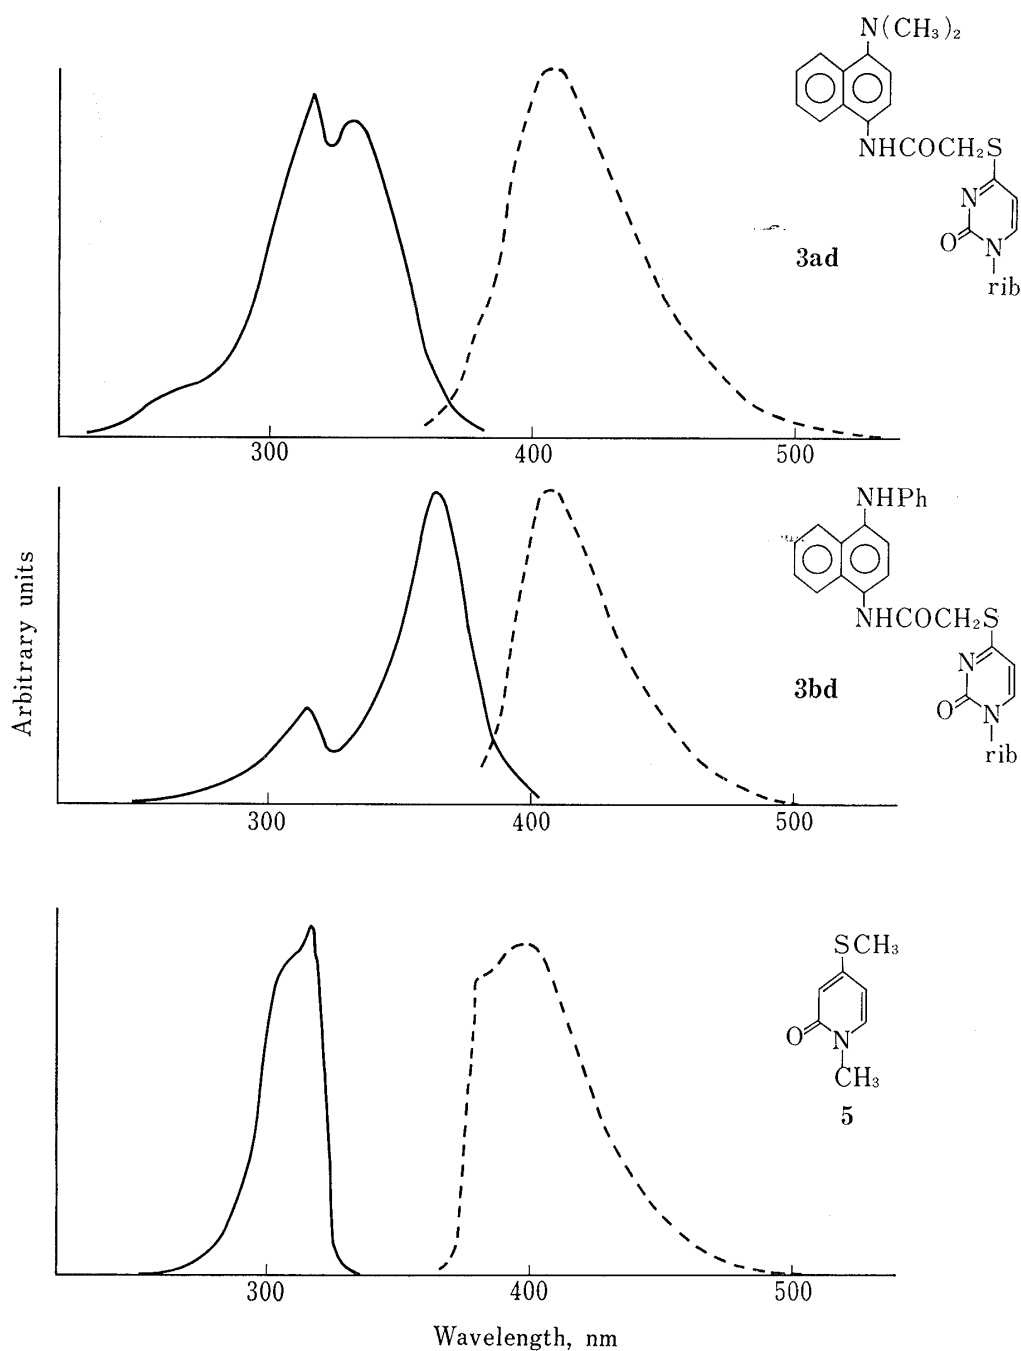 N(CH₃)₂
NHCOCH₂S
N
O
N
rib
3ad
300 400 500
NHPh
NHCOCH₂S
N
O
N
rib
3bd
300 400 500
Arbitrary units
SCH₃
O
N
CH₃
5
300 400 500
Wavelength, nm